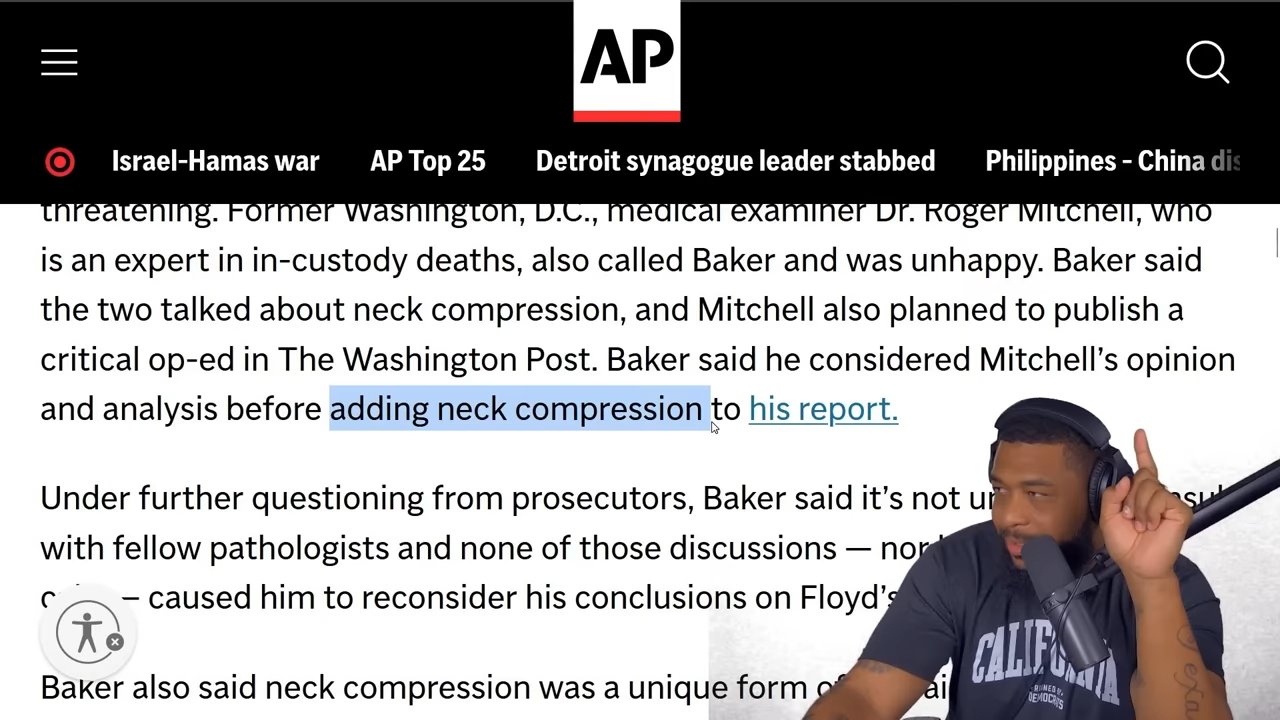 AP
Israel-Hamas war AP Top 25 Detroit synagogue leader stabbed Philippines - China dis
threatening. Former Washington, D.C., medical examiner Dr. Roger Mitchell, who
is an expert in in-custody deaths, also called Baker and was unhappy. Baker said
the two talked about neck compression, and Mitchell also planned to publish a
critical op-ed in The Washington Post. Baker said he considered Mitchell’s opinion
and analysis before adding neck compression to his report.
Under further questioning from prosecutors, Baker said it’s not
with fellow pathologists and none of those discussions —
— caused him to reconsider his conclusions on Floyd’s
Baker also said neck compression was a unique form
CALIFORNIA